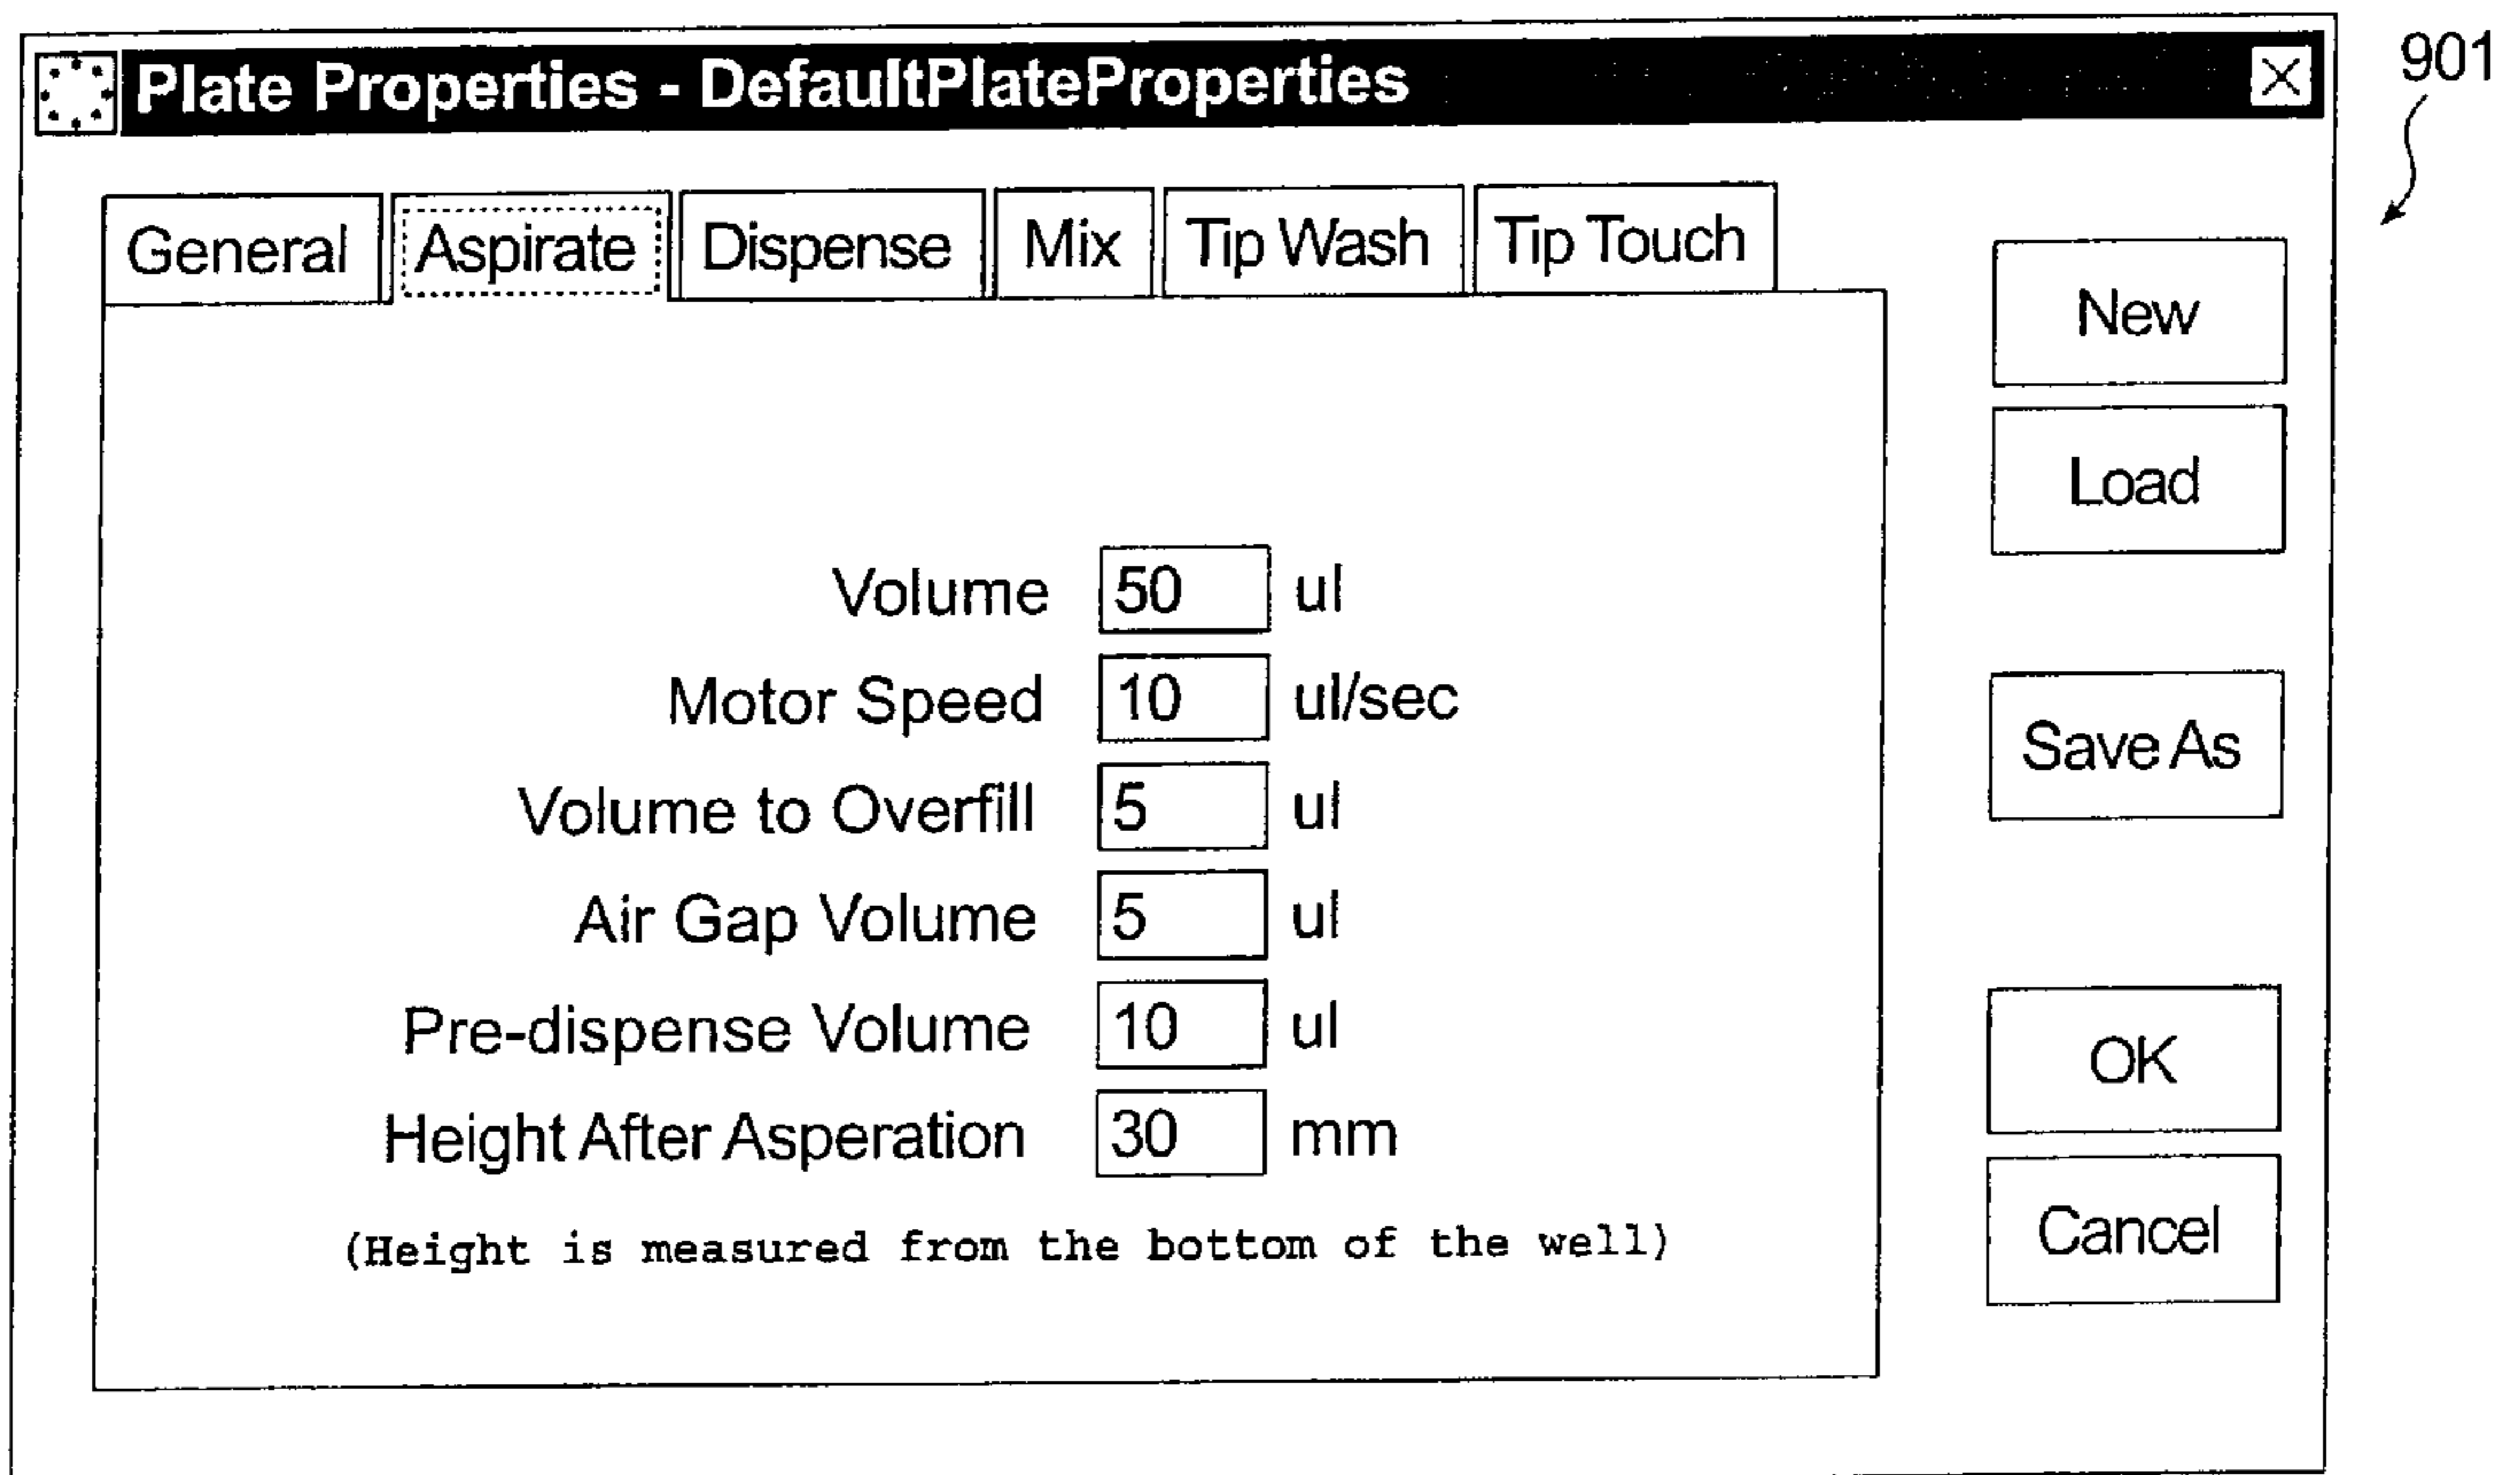 Plate Properties - DefaultPlateProperties
901
General Aspirate Dispense Mix Tip Wash Tip Touch
New
Load
Save As
OK
Cancel
Volume 50 ul
Motor Speed 10 ul/sec
Volume to Overfill 5 ul
Air Gap Volume 5 ul
Pre-dispense Volume 10 ul
Height After Asperation 30 mm
(Height is measured from the bottom of the well)